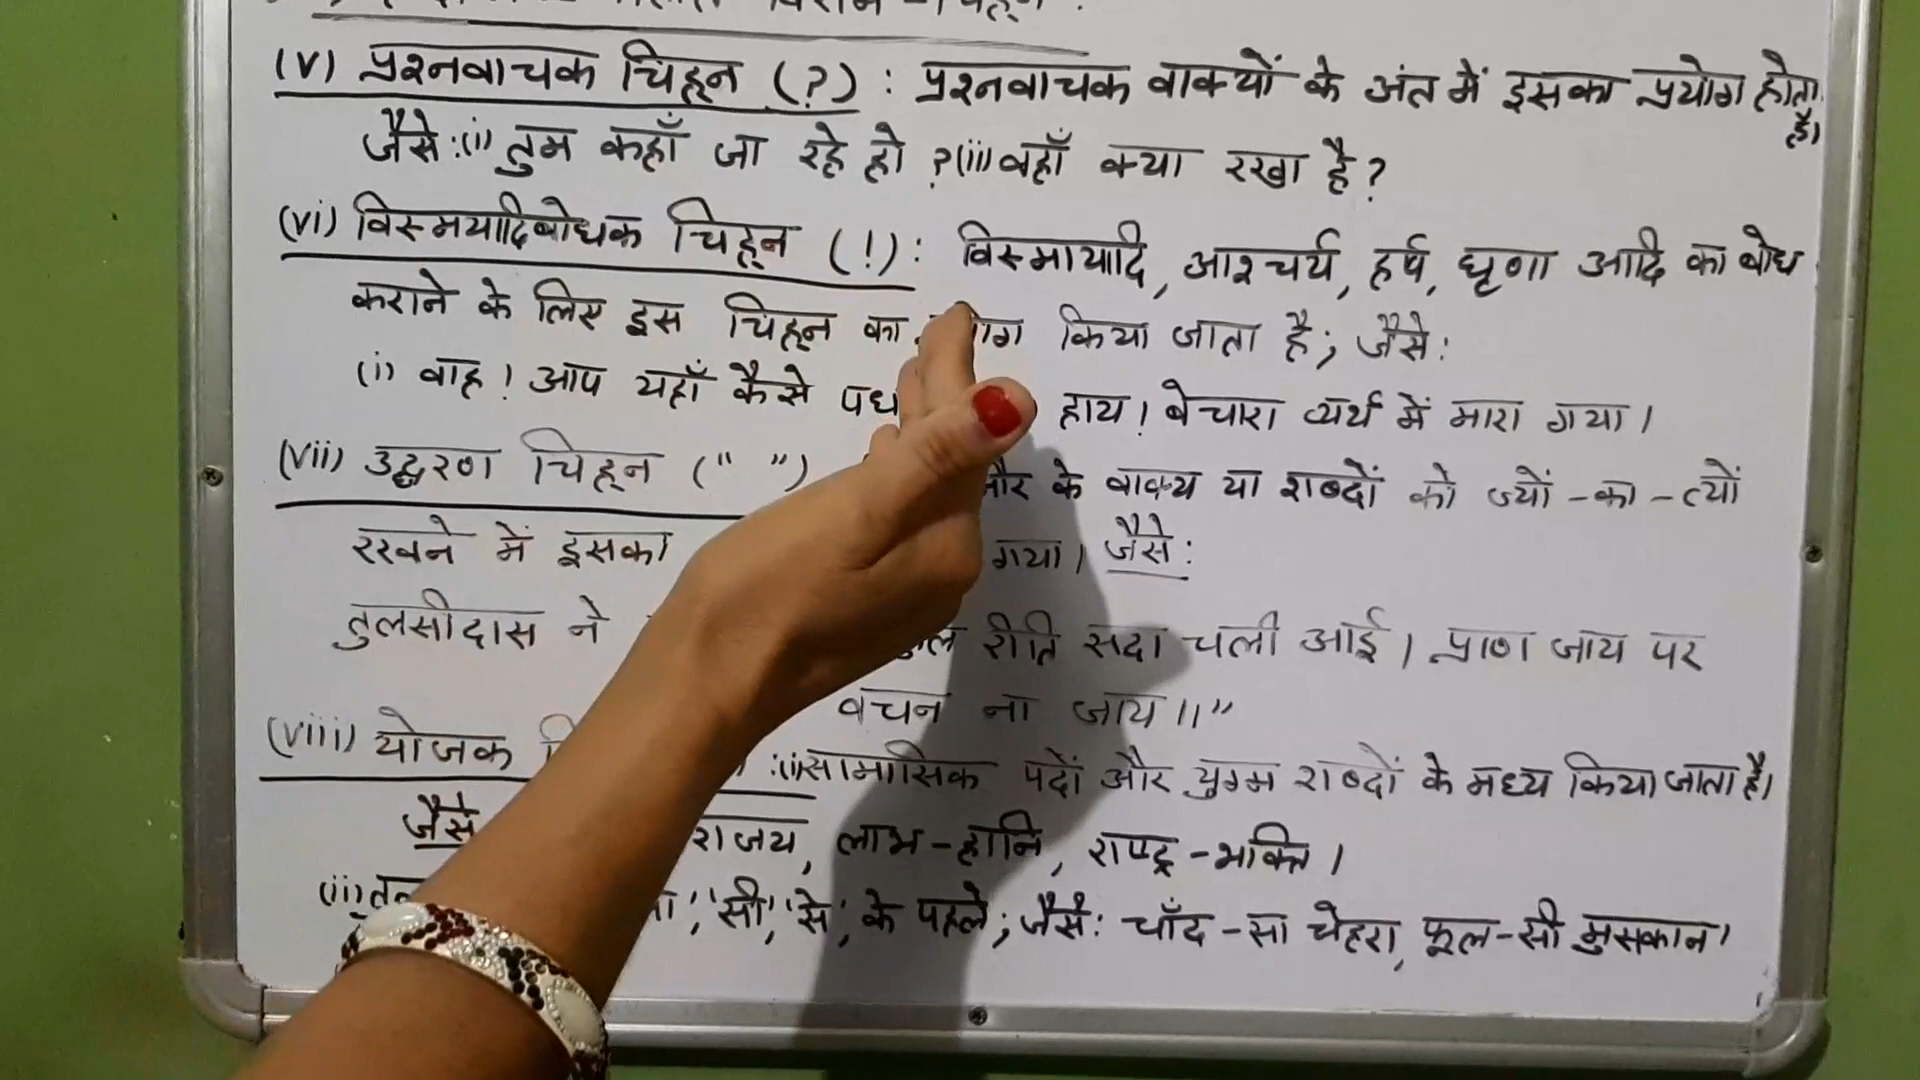 विराम-चिह्न :
(v) प्रश्नवाचक चिह्न (?) : प्रश्नवाचक वाक्यों के अंत में इसका प्रयोग होता है।
जैसे:(i) तुम कहाँ जा रहे हो ? (ii) वहाँ क्या रखा है ?
(vi) विस्मयादिबोधक चिह्न (!) : विस्मायादि, आश्चर्य, हर्ष, घृणा आदि का बोध
कराने के लिए इस चिह्न का किया जाता है; जैसे:
(i) वाह! आप यहाँ कैसे हाय! बेचारा व्यर्थ में मारा गया।
(vii) उद्धरण चिह्न (“ ”) और के वाक्य या शब्दों को ज्यों-का-त्यों
रखने में इसका गया। जैसे:
तुलसीदास ने रीति सदा चली आई। प्राण जाय पर
वचन ना जाय।।”
(viii) योजक :(i) सामासिक पदों और युग्म शब्दों के मध्य किया जाता है।
जैसे राजय, लाभ-हानि, राष्ट्र-भक्ति।
(ii) 'सी', 'से', के पहले; जैसे: चाँद-सा चेहरा, फूल-सी मुसकान।